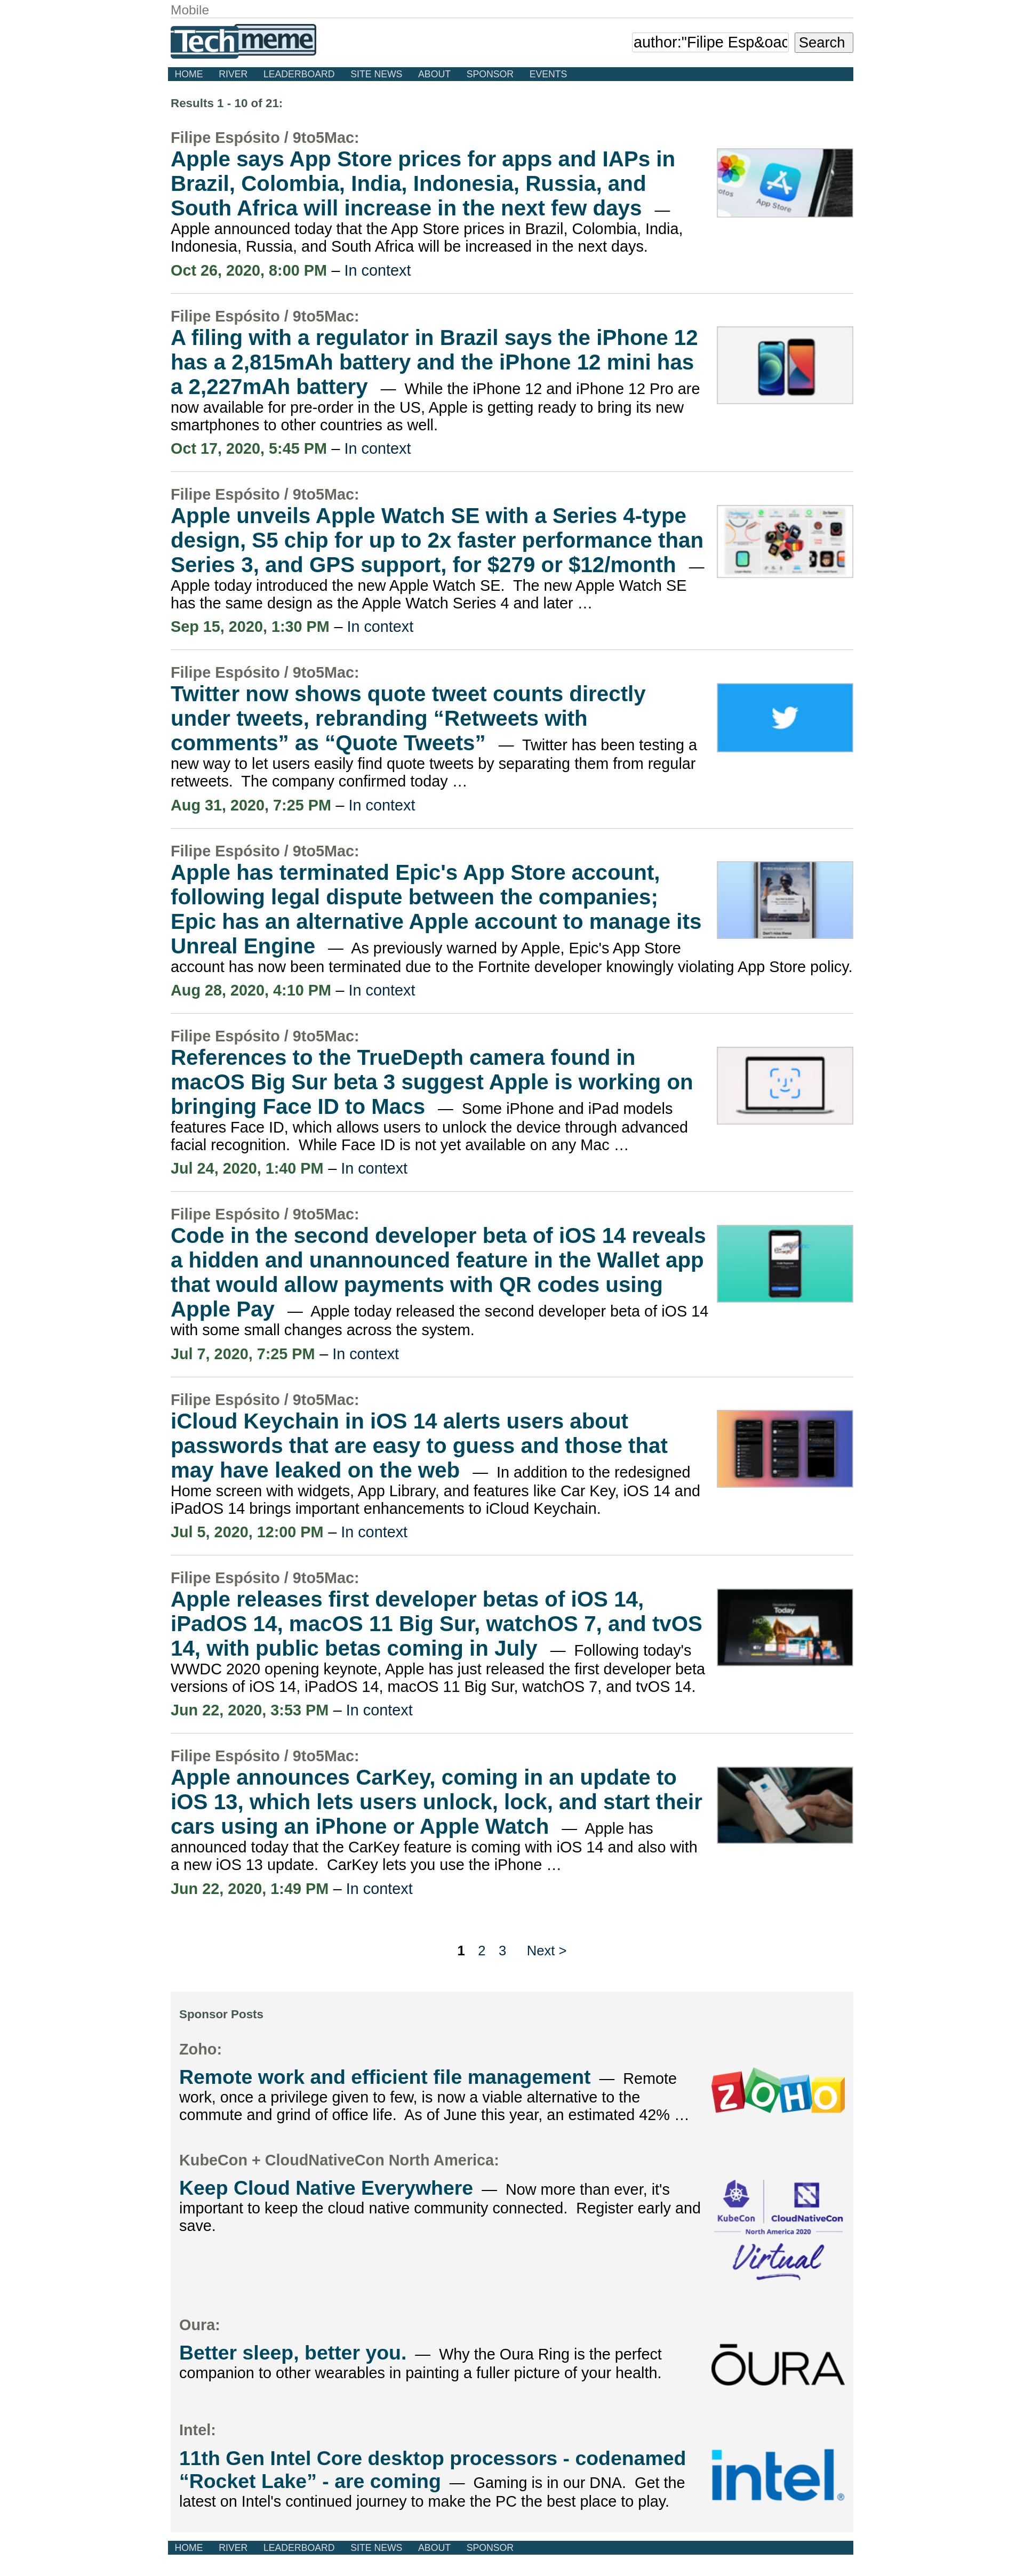 Mobile
Techmeme
author:"Filipe Esp&oac
Search
HOME RIVER LEADERBOARD SITE NEWS ABOUT SPONSOR EVENTS
Results 1 - 10 of 21:
Filipe Espósito / 9to5Mac:
Apple says App Store prices for apps and IAPs in
Brazil, Colombia, India, Indonesia, Russia, and
South Africa will increase in the next few days —
Apple announced today that the App Store prices in Brazil, Colombia, India,
Indonesia, Russia, and South Africa will be increased in the next days.
App Store
Oct 26, 2020, 8:00 PM – In context
Filipe Espósito / 9to5Mac:
A filing with a regulator in Brazil says the iPhone 12
has a 2,815mAh battery and the iPhone 12 mini has
a 2,227mAh battery — While the iPhone 12 and iPhone 12 Pro are
now available for pre-order in the US, Apple is getting ready to bring its new
smartphones to other countries as well.
Oct 17, 2020, 5:45 PM – In context
Filipe Espósito / 9to5Mac:
Apple unveils Apple Watch SE with a Series 4-type
design, S5 chip for up to 2x faster performance than
Series 3, and GPS support, for $279 or $12/month —
Apple today introduced the new Apple Watch SE. The new Apple Watch SE
has the same design as the Apple Watch Series 4 and later …
Sep 15, 2020, 1:30 PM – In context
Filipe Espósito / 9to5Mac:
Twitter now shows quote tweet counts directly
under tweets, rebranding “Retweets with
comments” as “Quote Tweets” — Twitter has been testing a
new way to let users easily find quote tweets by separating them from regular
retweets. The company confirmed today …
Aug 31, 2020, 7:25 PM – In context
Filipe Espósito / 9to5Mac:
Apple has terminated Epic's App Store account,
following legal dispute between the companies;
Epic has an alternative Apple account to manage its
Unreal Engine — As previously warned by Apple, Epic's App Store
account has now been terminated due to the Fortnite developer knowingly violating App Store policy.
Aug 28, 2020, 4:10 PM – In context
Filipe Espósito / 9to5Mac:
References to the TrueDepth camera found in
macOS Big Sur beta 3 suggest Apple is working on
bringing Face ID to Macs — Some iPhone and iPad models
features Face ID, which allows users to unlock the device through advanced
facial recognition. While Face ID is not yet available on any Mac …
Jul 24, 2020, 1:40 PM – In context
Filipe Espósito / 9to5Mac:
Code in the second developer beta of iOS 14 reveals
a hidden and unannounced feature in the Wallet app
that would allow payments with QR codes using
Apple Pay — Apple today released the second developer beta of iOS 14
with some small changes across the system.
Jul 7, 2020, 7:25 PM – In context
Filipe Espósito / 9to5Mac:
iCloud Keychain in iOS 14 alerts users about
passwords that are easy to guess and those that
may have leaked on the web — In addition to the redesigned
Home screen with widgets, App Library, and features like Car Key, iOS 14 and
iPadOS 14 brings important enhancements to iCloud Keychain.
Jul 5, 2020, 12:00 PM – In context
Filipe Espósito / 9to5Mac:
Apple releases first developer betas of iOS 14,
iPadOS 14, macOS 11 Big Sur, watchOS 7, and tvOS
14, with public betas coming in July — Following today's
WWDC 2020 opening keynote, Apple has just released the first developer beta
versions of iOS 14, iPadOS 14, macOS 11 Big Sur, watchOS 7, and tvOS 14.
Today
Jun 22, 2020, 3:53 PM – In context
Filipe Espósito / 9to5Mac:
Apple announces CarKey, coming in an update to
iOS 13, which lets users unlock, lock, and start their
cars using an iPhone or Apple Watch — Apple has
announced today that the CarKey feature is coming with iOS 14 and also with
a new iOS 13 update. CarKey lets you use the iPhone …
Jun 22, 2020, 1:49 PM – In context
1 2 3 Next >
Sponsor Posts
Zoho:
Remote work and efficient file management — Remote
work, once a privilege given to few, is now a viable alternative to the
commute and grind of office life. As of June this year, an estimated 42% …
ZOHO
KubeCon + CloudNativeCon North America:
Keep Cloud Native Everywhere — Now more than ever, it's
important to keep the cloud native community connected. Register early and
save.
KubeCon CloudNativeCon
North America 2020
Virtual
Oura:
Better sleep, better you. — Why the Oura Ring is the perfect
companion to other wearables in painting a fuller picture of your health.
ŌURA
Intel:
11th Gen Intel Core desktop processors - codenamed
“Rocket Lake” - are coming — Gaming is in our DNA. Get the
latest on Intel's continued journey to make the PC the best place to play.
intel®
HOME RIVER LEADERBOARD SITE NEWS ABOUT SPONSOR